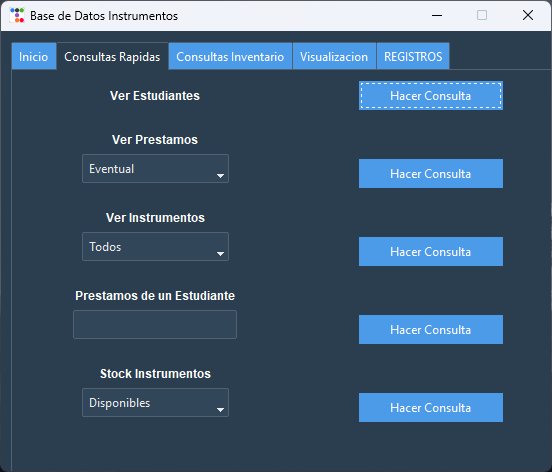 Base de Datos Instrumentos
Inicio Consultas Rapidas Consultas Inventario Visualizacion REGISTROS
Ver Estudiantes Hacer Consulta
Ver Prestamos
Eventual Hacer Consulta
Ver Instrumentos
Todos Hacer Consulta
Prestamos de un Estudiante
Hacer Consulta
Stock Instrumentos
Disponibles Hacer Consulta